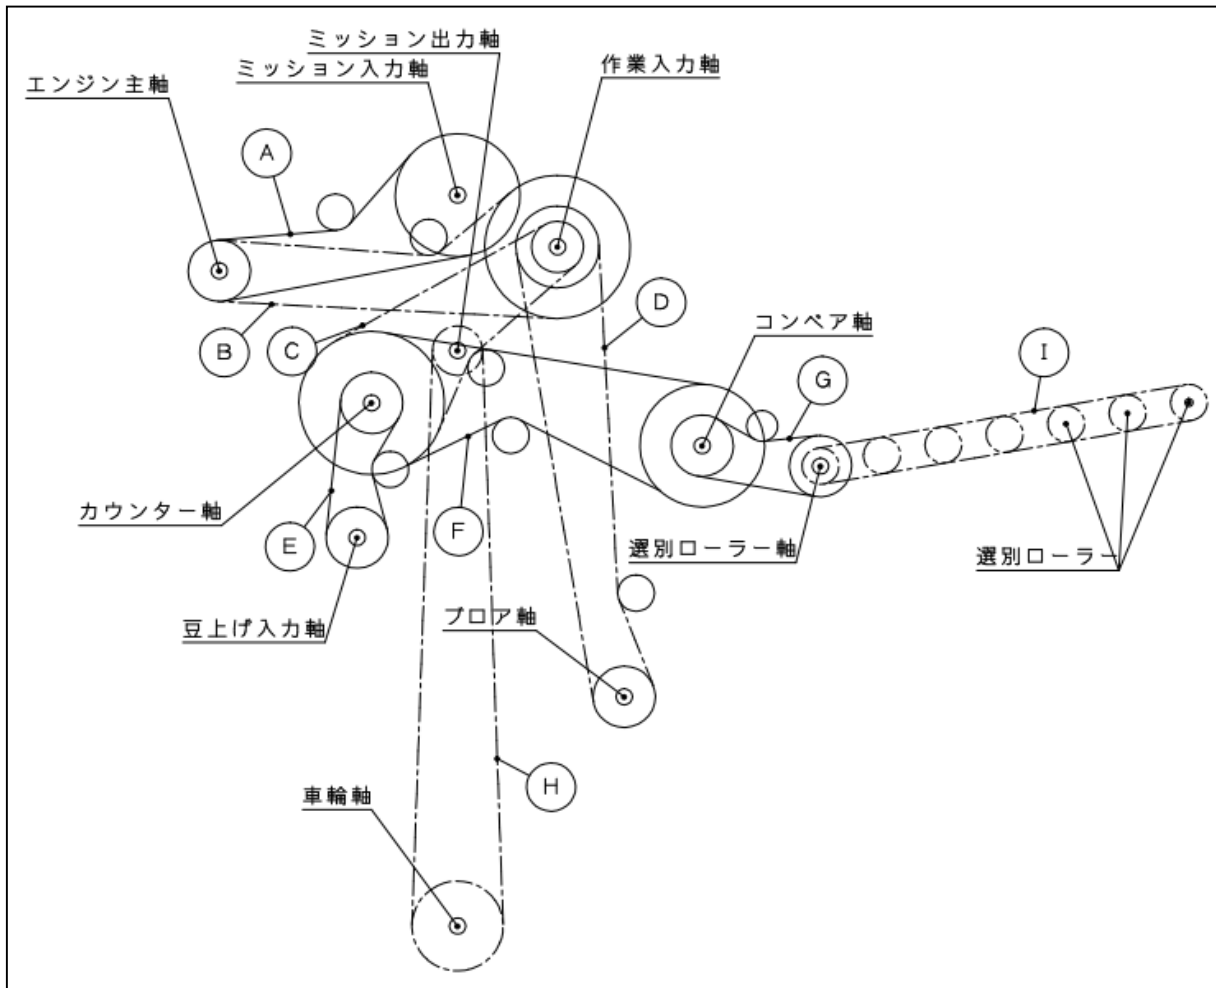 ミッション出力軸
ミッション入力軸
作業入力軸
エンジン主軸
A
D
コンベア軸
B
C
G
I
カウンター軸
E
F
選別ローラー軸
選別ローラー
豆上げ入力軸
ブロア軸
車輪軸
H